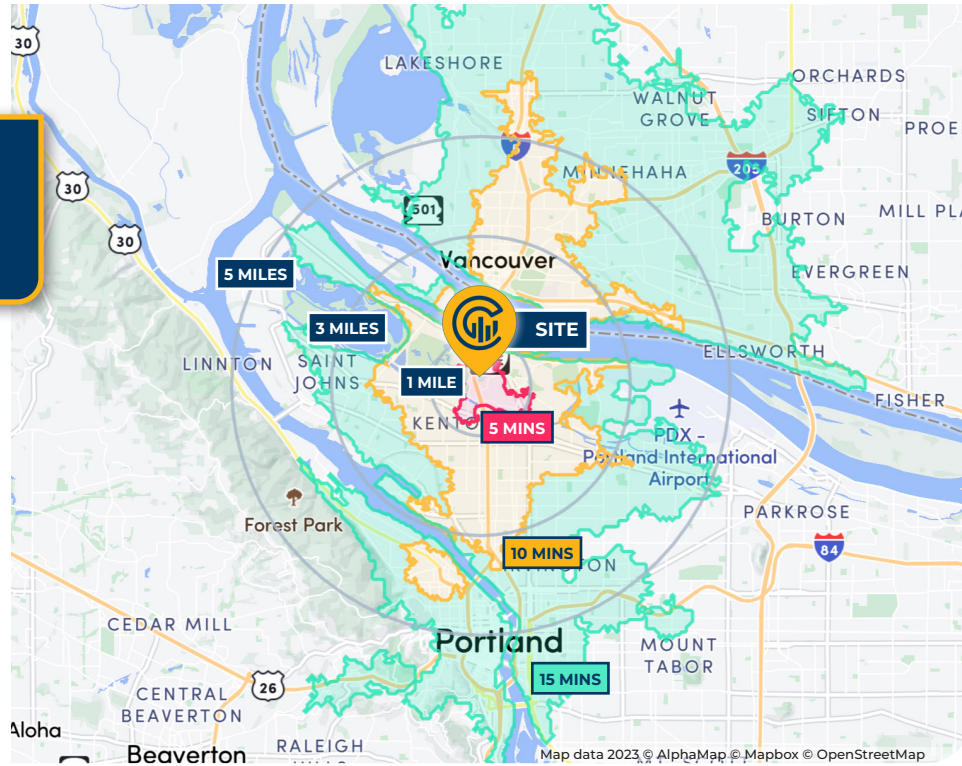 30
LAKESHORE
ORCHARDS
WALNUT
GROVE
SIFTON
5
MINNEHAHA
205
30
501
BURTON
MILL
30
Vancouver
EVERGREEN
5 MILES
3 MILES
SITE
LINNTON
SAINT
JOHNS
ELLSWORTH
1 MILE
FISHER
5 MINS
PDX -
Portland International
Airport
PARKROSE
Forest Park
84
10 MINS
CEDAR MILL
Portland
MOUNT
TABOR
15 MINS
26
CENTRAL
BEAVERTON
Aloha
Beaverton
RALEIGH
Map data 2023 © AlphaMap © Mapbox © OpenStreetMap